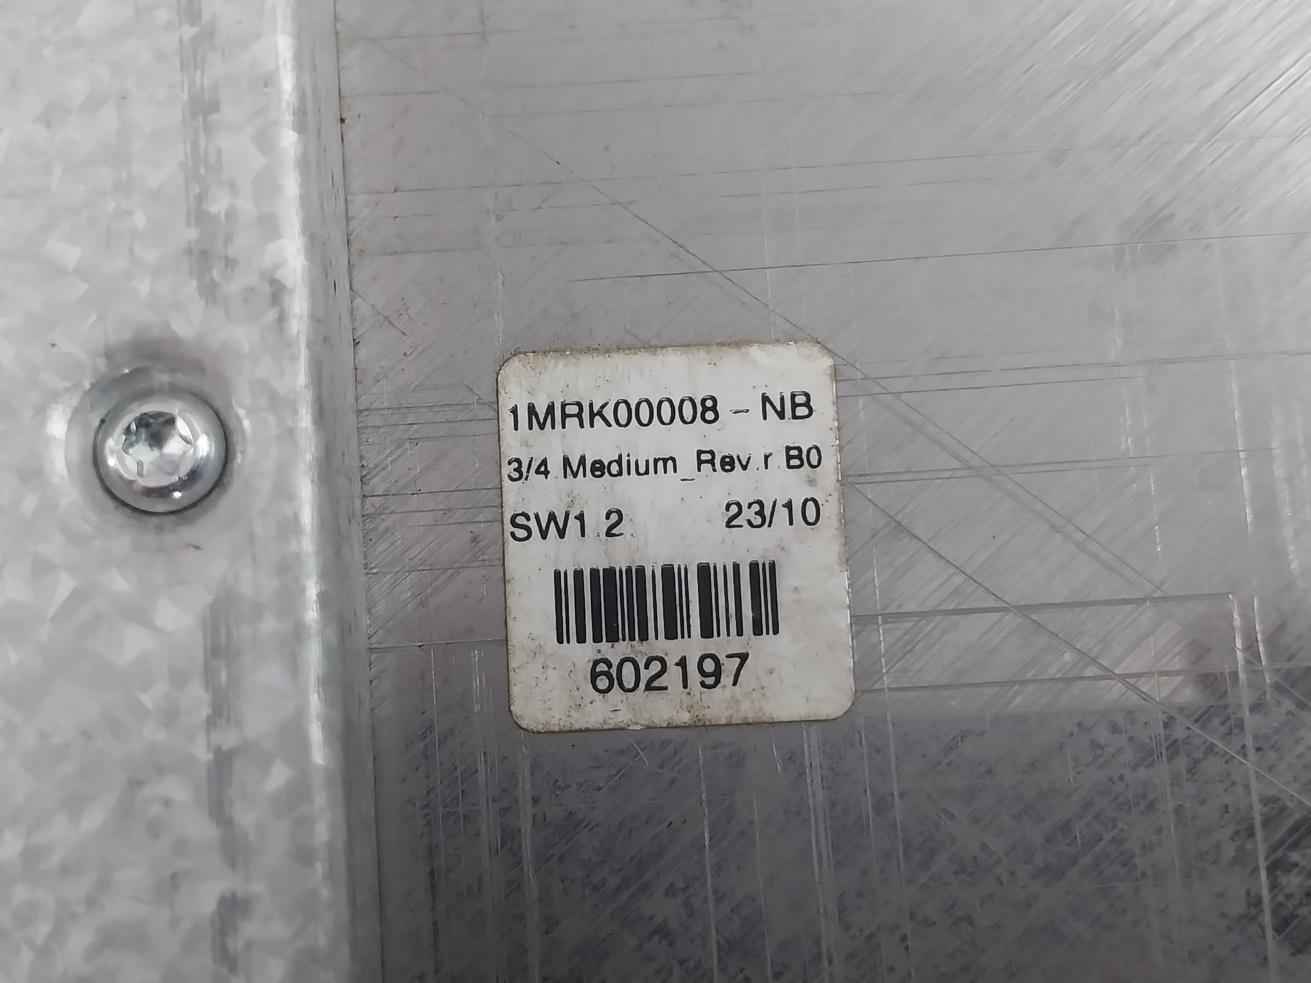 1MRK00008-NB
3/4 Medium_Rev.r.B0
SW1.2 23/10
602197